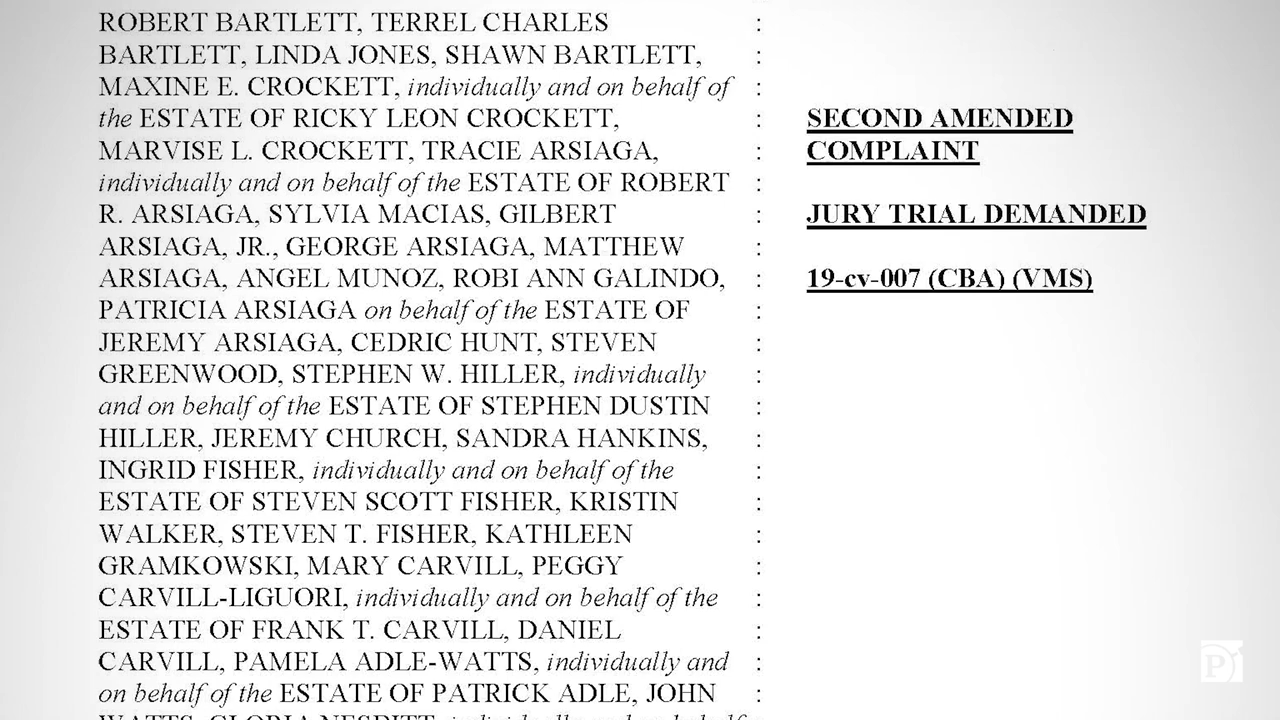 ROBERT BARTLETT, TERREL CHARLES :
BARTLETT, LINDA JONES, SHAWN BARTLETT, :
MAXINE E. CROCKETT, individually and on behalf of :
the ESTATE OF RICKY LEON CROCKETT, : SECOND AMENDED
MARVISE L. CROCKETT, TRACIE ARSIAGA, : COMPLAINT
individually and on behalf of the ESTATE OF ROBERT :
R. ARSIAGA, SYLVIA MACIAS, GILBERT : JURY TRIAL DEMANDED
ARSIAGA, JR., GEORGE ARSIAGA, MATTHEW :
ARSIAGA, ANGEL MUNOZ, ROBI ANN GALINDO, : 19-cv-007 (CBA) (VMS)
PATRICIA ARSIAGA on behalf of the ESTATE OF :
JEREMY ARSIAGA, CEDRIC HUNT, STEVEN :
GREENWOOD, STEPHEN W. HILLER, individually :
and on behalf of the ESTATE OF STEPHEN DUSTIN :
HILLER, JEREMY CHURCH, SANDRA HANKINS, :
INGRID FISHER, individually and on behalf of the :
ESTATE OF STEVEN SCOTT FISHER, KRISTIN :
WALKER, STEVEN T. FISHER, KATHLEEN :
GRAMKOWSKI, MARY CARVILL, PEGGY :
CARVILL-LIGUORI, individually and on behalf of the :
ESTATE OF FRANK T. CARVILL, DANIEL :
CARVILL, PAMELA ADLE-WATTS, individually and :
on behalf of the ESTATE OF PATRICK ADLE, JOHN :
WATTS, GLORIA NESBITT, individually and on behalf :
P